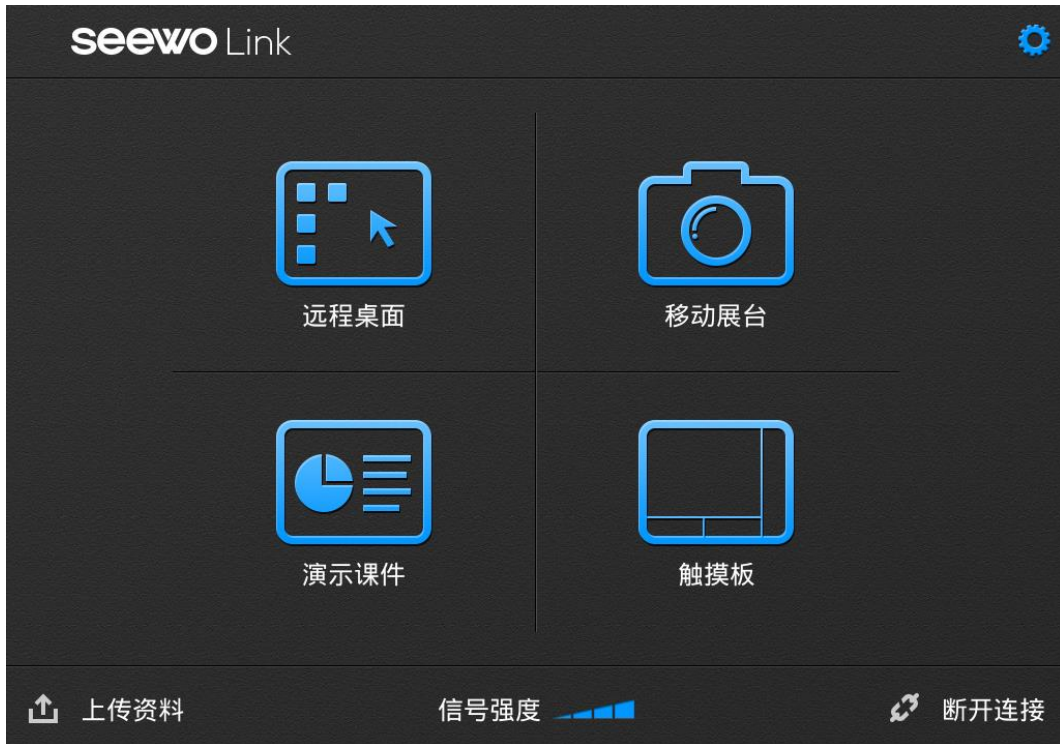 seewo Link
远程桌面
移动展台
演示课件
触摸板
上传资料
信号强度
断开连接